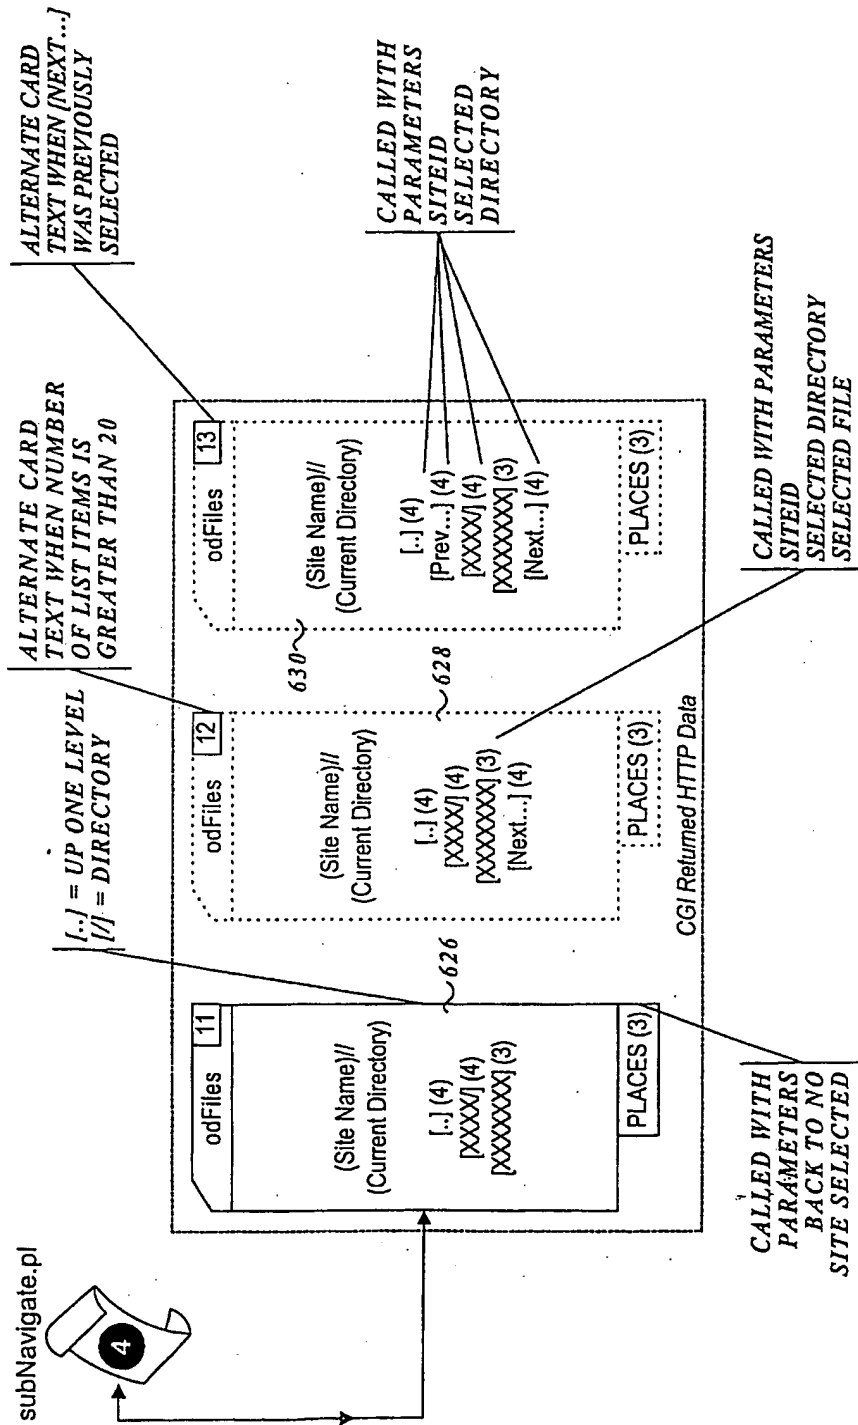 subNavigate.pl
4
[..] = UP ONE LEVEL
[/] = DIRECTORY
ALTERNATE CARD
TEXT WHEN NUMBER
OF LIST ITEMS IS
GREATER THAN 20
ALTERNATE CARD
TEXT WHEN [NEXT...]
WAS PREVIOUSLY
SELECTED
odFiles
11
(Site Name)//
(Current Directory)
[..] (4)
[XXXX/] (4)
[XXXXXXXX] (3)
PLACES (3)
626
odFiles
12
(Site Name)//
(Current Directory)
[..] (4)
[XXXX/] (4)
[XXXXXXXX] (3)
[Next...] (4)
PLACES (3)
628
odFiles
13
(Site Name)//
(Current Directory)
[..] (4)
[Prev...] (4)
[XXXX/] (4)
[XXXXXXXX] (3)
[Next...] (4)
PLACES (3)
630
CGI Returned HTTP Data
CALLED WITH
PARAMETERS
BACK TO NO
SITE SELECTED
CALLED WITH PARAMETERS
SITEID
SELECTED DIRECTORY
SELECTED FILE
CALLED WITH
PARAMETERS
SITEID
SELECTED
DIRECTORY